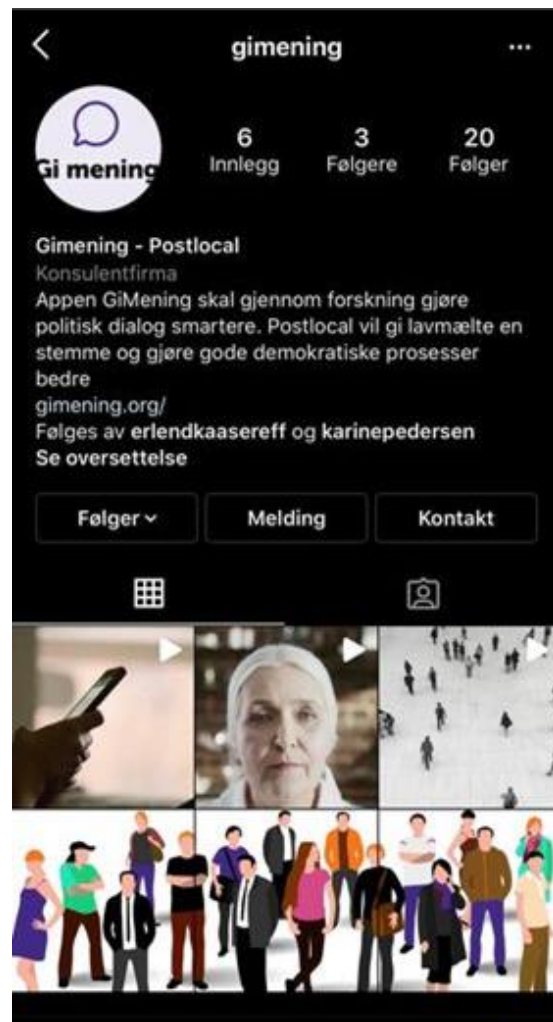 gimening
Gi mening
6 3 20
Innlegg Følgere Følger
Gimening - Postlocal
Konsulentfirma
Appen GiMening skal gjennom forskning gjøre
politisk dialog smartere. Postlocal vil gi lavmælte en
stemme og gjøre gode demokratiske prosesser
bedre
gimening.org/
Følges av erlendkaasereff og karinepedersen
Se oversettelse
Følger Melding Kontakt